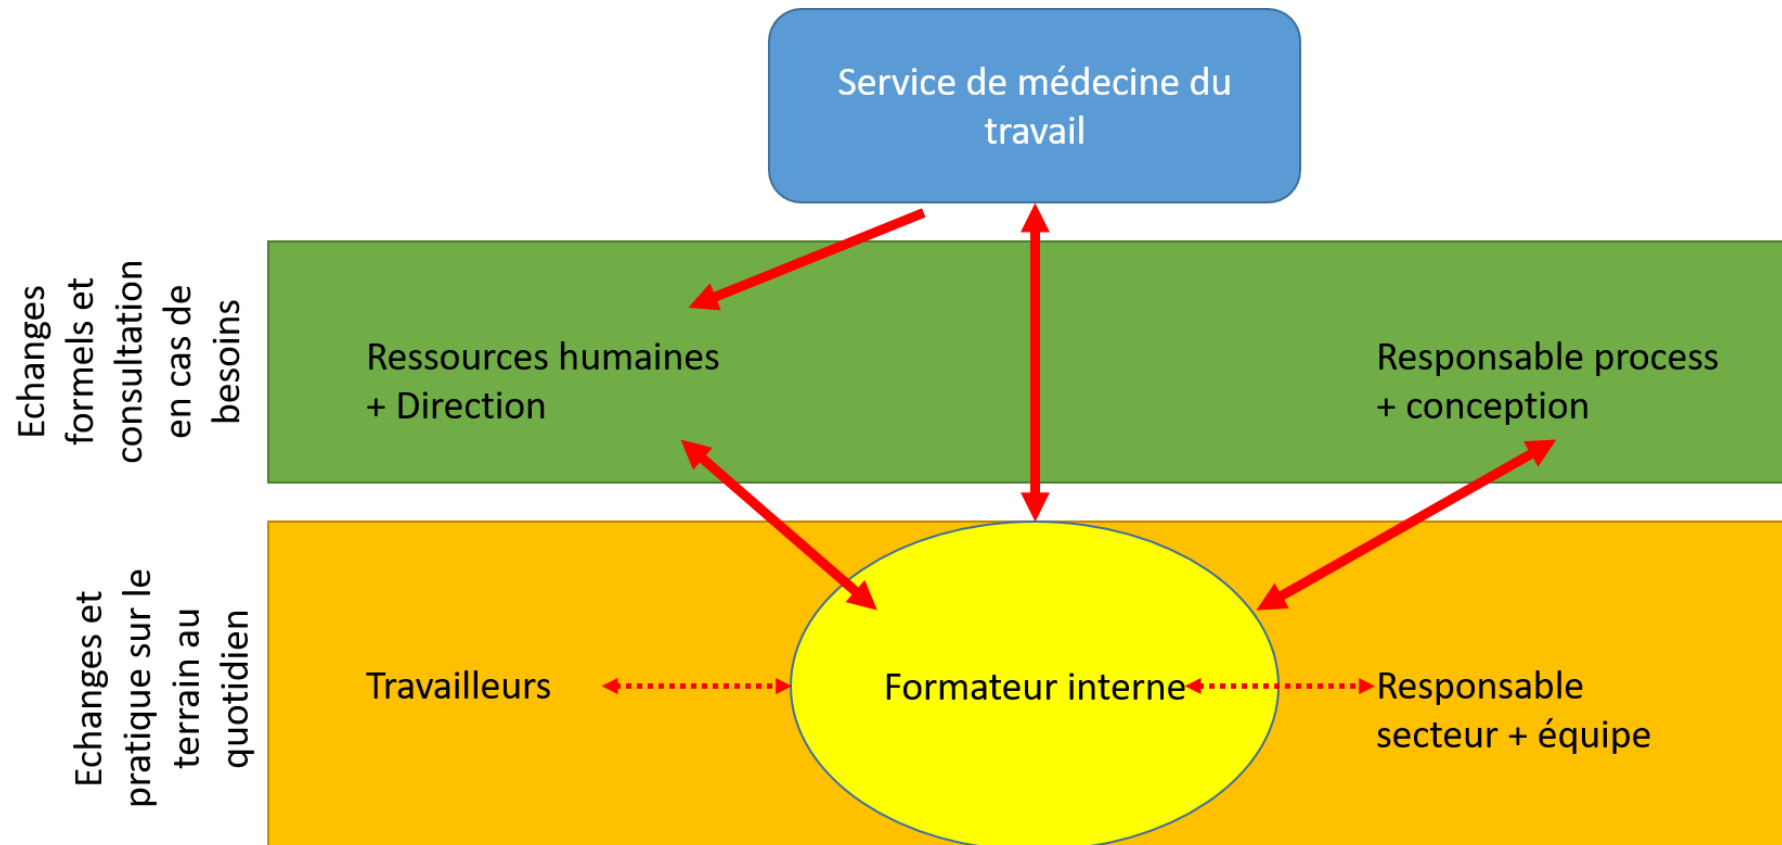 Service de médecine du
travail
Echanges
formels et
consultation
en cas de
besoins
Ressources humaines
+ Direction
Responsable process
+ conception
Echanges et
pratique sur le
terrain au
quotidien
Travailleurs
Formateur interne
Responsable
secteur + équipe